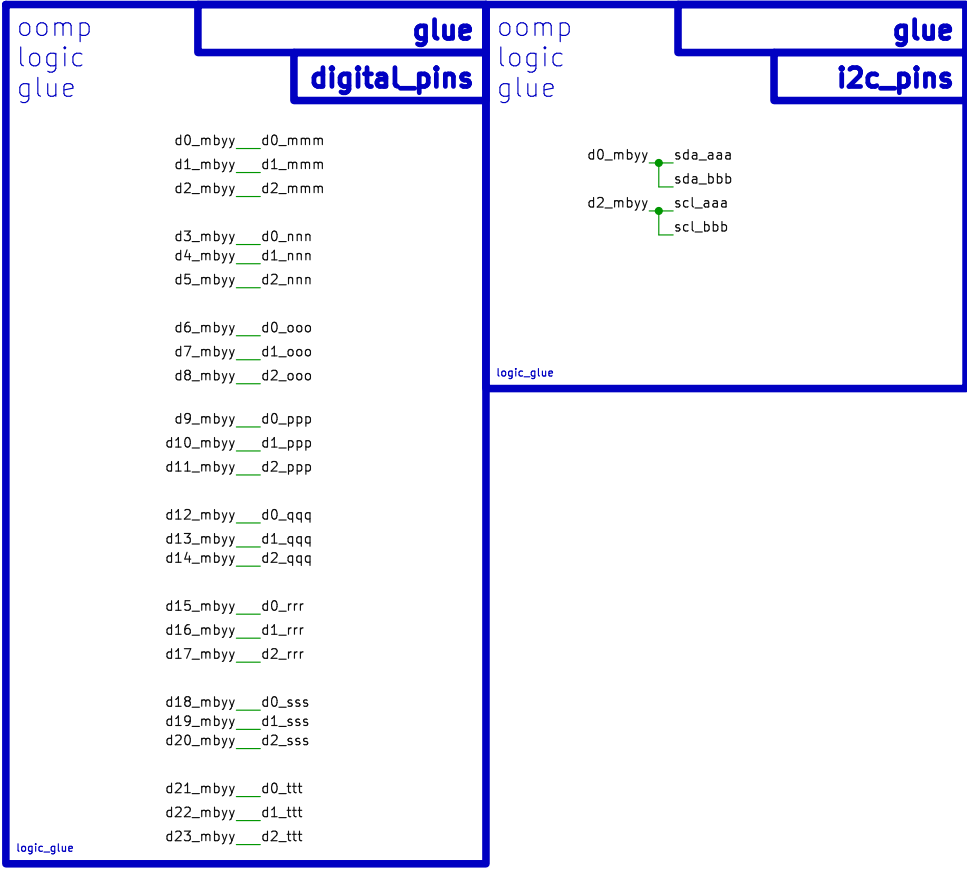 oomp
logic
glue
glue
digital_pins
d0_mbyy d0_mmm
d1_mbyy d1_mmm
d2_mbyy d2_mmm
d3_mbyy d0_nnn
d4_mbyy d1_nnn
d5_mbyy d2_nnn
d6_mbyy d0_ooo
d7_mbyy d1_ooo
d8_mbyy d2_ooo
d9_mbyy d0_ppp
d10_mbyy d1_ppp
d11_mbyy d2_ppp
d12_mbyy d0_qqq
d13_mbyy d1_qqq
d14_mbyy d2_qqq
d15_mbyy d0_rrr
d16_mbyy d1_rrr
d17_mbyy d2_rrr
d18_mbyy d0_sss
d19_mbyy d1_sss
d20_mbyy d2_sss
d21_mbyy d0_ttt
d22_mbyy d1_ttt
d23_mbyy d2_ttt
logic_glue
oomp
logic
glue
glue
i2c_pins
d0_mbyy sda_aaa
sda_bbb
d2_mbyy scl_aaa
scl_bbb
logic_glue